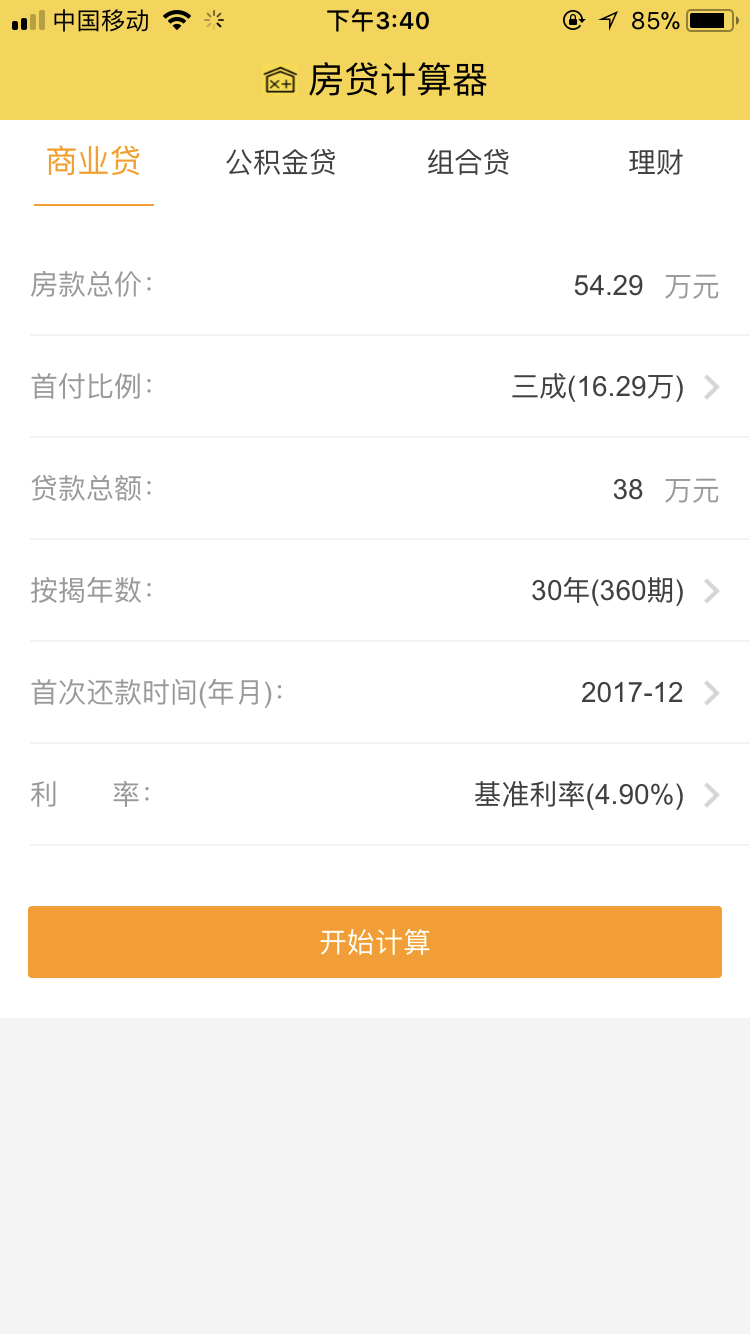 中国移动 下午3:40 85%
房贷计算器
商业贷 公积金贷 组合贷 理财
房款总价: 54.29 万元
首付比例: 三成(16.29万)
贷款总额: 38 万元
按揭年数: 30年(360期)
首次还款时间(年月): 2017-12
利 率: 基准利率(4.90%)
开始计算